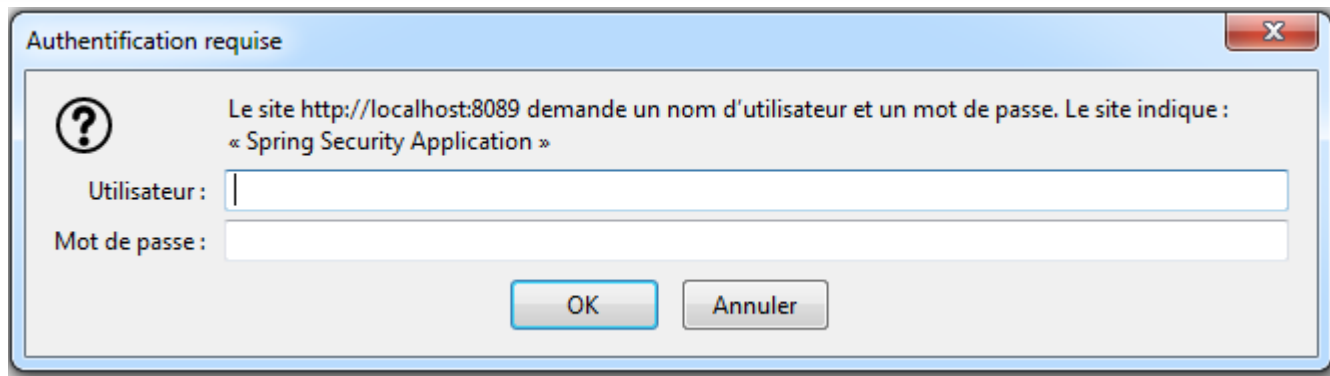 Authentification requise
Le site http://localhost:8089 demande un nom d'utilisateur et un mot de passe. Le site indique :
« Spring Security Application »
Utilisateur :
Mot de passe :
OK
Annuler